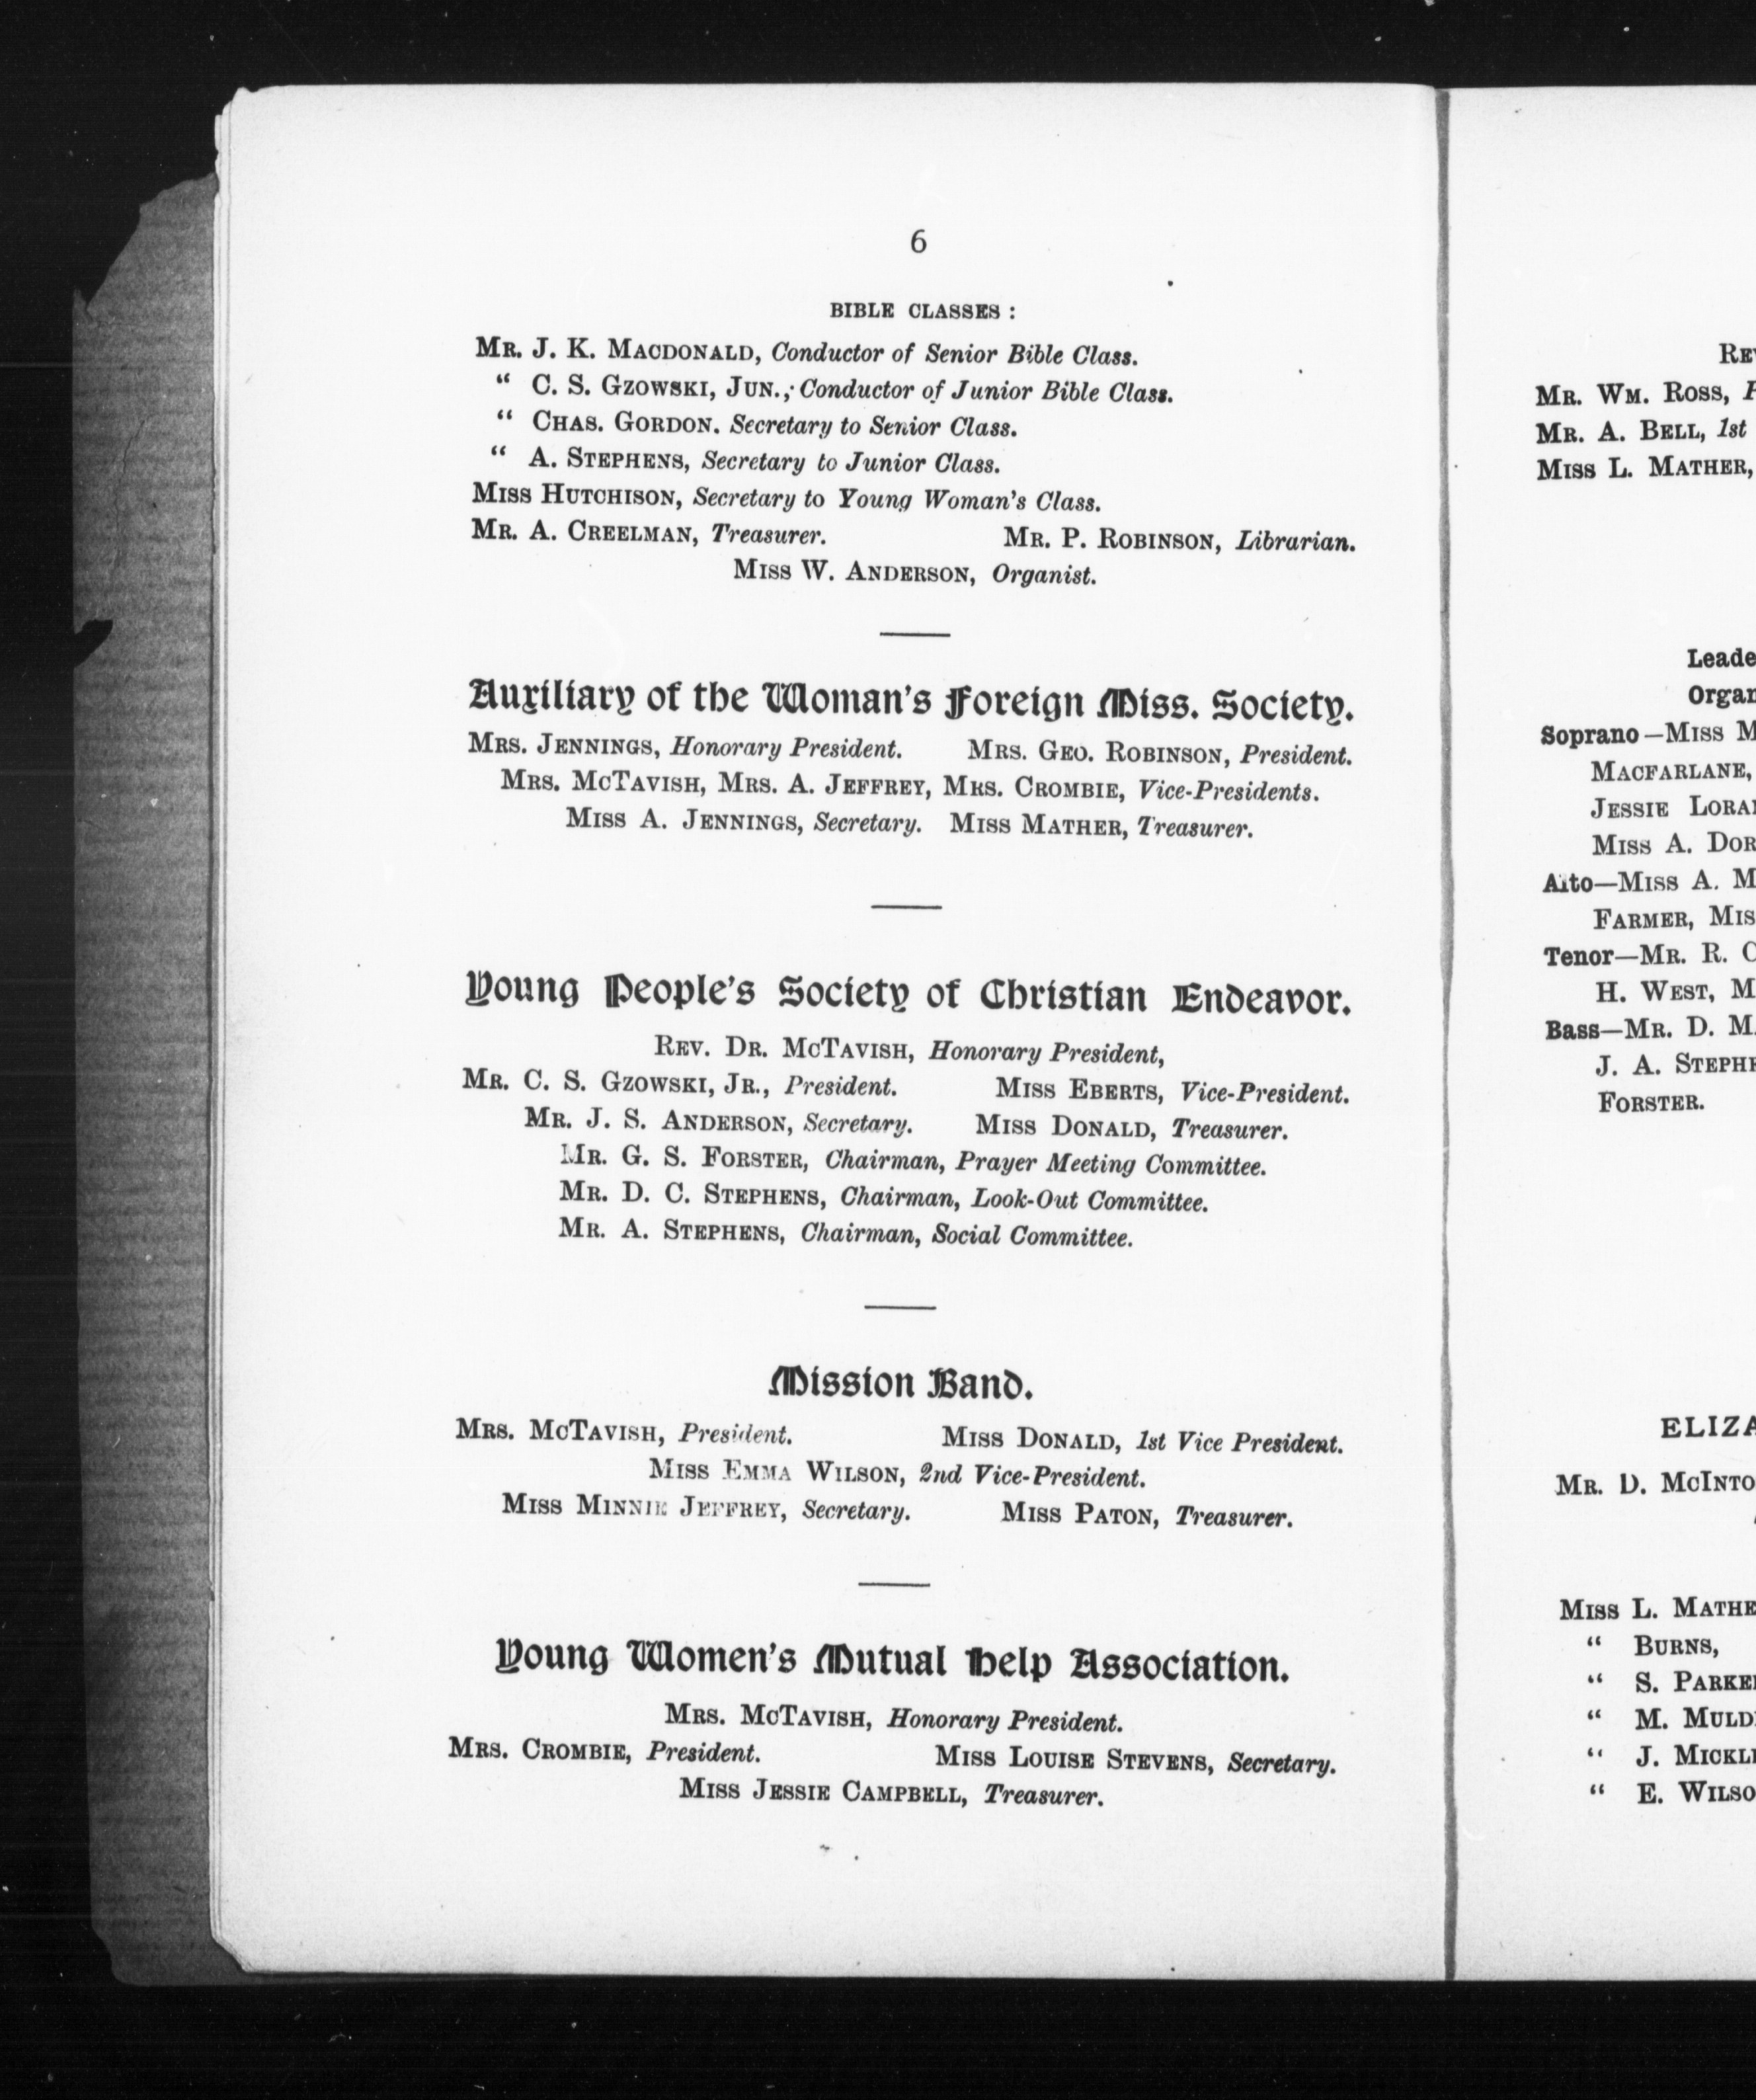 6
BIBLE CLASSES :
MR. J. K. MACDONALD, Conductor of Senior Bible Class.
“ C. S. GZOWSKI, JUN.,; Conductor of Junior Bible Class.
“ CHAS. GORDON. Secretary to Senior Class.
“ A. STEPHENS, Secretary to Junior Class.
MISS HUTCHISON, Secretary to Young Woman's Class.
MR. A. CREELMAN, Treasurer. MR. P. ROBINSON, Librarian.
MISS W. ANDERSON, Organist.
Auxiliary of the Woman's Foreign Miss. Society.
MRS. JENNINGS, Honorary President. MRS. GEO. ROBINSON, President.
MRS. MCTAVISH, MRS. A. JEFFREY, MRS. CROMBIE, Vice-Presidents.
MISS A. JENNINGS, Secretary. MISS MATHER, Treasurer.
Young People's Society of Christian Endeavor.
REV. DR. MCTAVISH, Honorary President,
MR. C. S. GZOWSKI, JR., President. MISS EBERTS, Vice-President.
MR. J. S. ANDERSON, Secretary. MISS DONALD, Treasurer.
MR. G. S. FORSTER, Chairman, Prayer Meeting Committee.
MR. D. C. STEPHENS, Chairman, Look-Out Committee.
MR. A. STEPHENS, Chairman, Social Committee.
Mission Band.
MRS. MCTAVISH, President. MISS DONALD, 1st Vice President.
MISS EMMA WILSON, 2nd Vice-President.
MISS MINNIE JEFFREY, Secretary. MISS PATON, Treasurer.
Young Women's Mutual Help Association.
MRS. MCTAVISH, Honorary President.
MRS. CROMBIE, President. MISS LOUISE STEVENS, Secretary.
MISS JESSIE CAMPBELL, Treasurer.
MR. WM. ROSS,
MR. A. BELL, 1st
MISS L. MATHER,
Soprano—MISS
MACFARLANE,
JESSIE
MISS A.
Alto—MISS A.
FARMER,
Tenor—MR. R.
H. WEST,
Bass—MR. D.
J. A.
FORSTER.
MR. D.
MISS L.
“ BURNS,
“ S.
“ M.
“ J.
“ E.